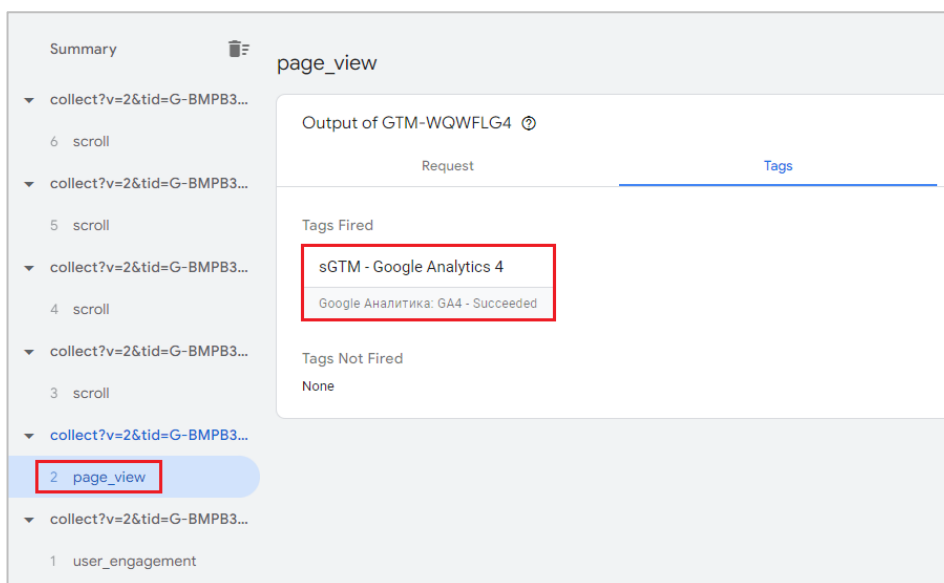 Summary
collect?v=2&tid=G-BMPB3...
6 scroll
collect?v=2&tid=G-BMPB3...
5 scroll
collect?v=2&tid=G-BMPB3...
4 scroll
collect?v=2&tid=G-BMPB3...
3 scroll
collect?v=2&tid=G-BMPB3...
2 page_view
collect?v=2&tid=G-BMPB3...
1 user_engagement
page_view
Output of GTM-WQWFLG4
Request Tags
Tags Fired
sGTM - Google Analytics 4
Google Аналитика: GA4 - Succeeded
Tags Not Fired
None